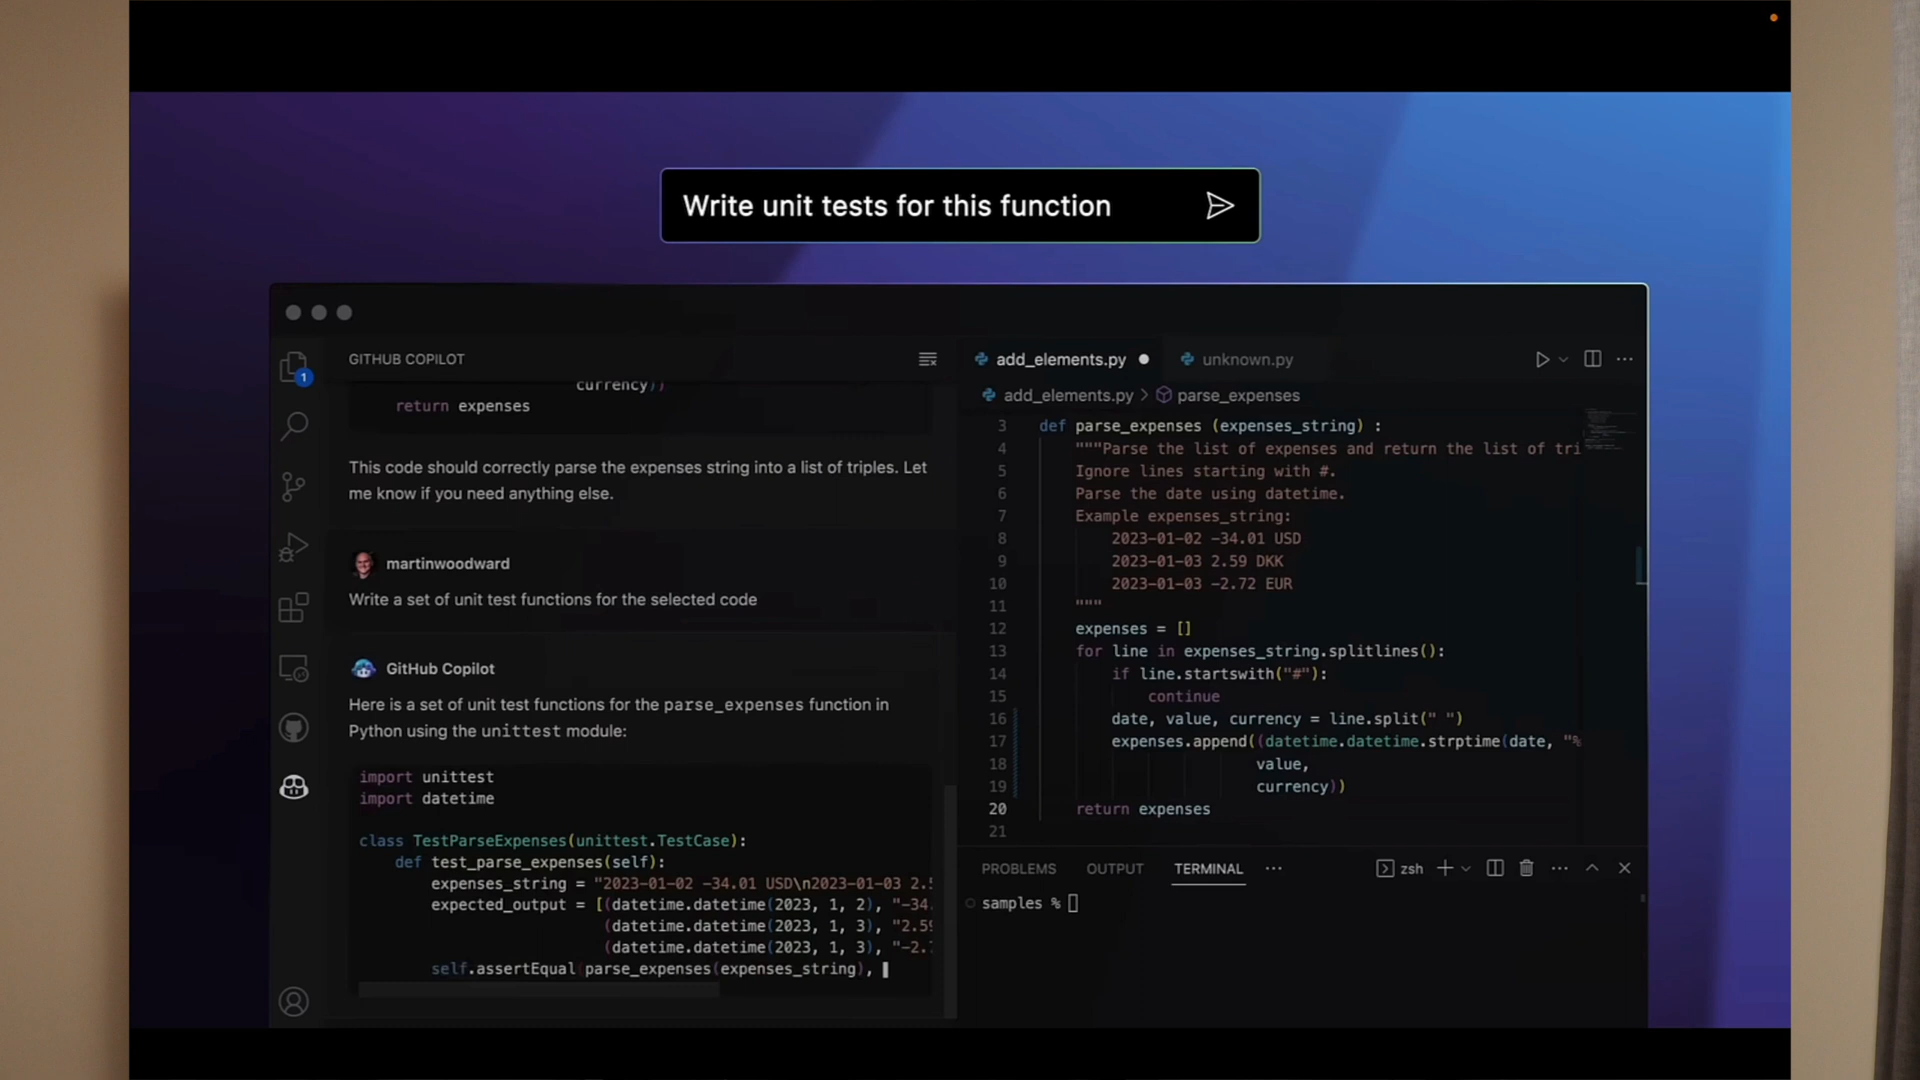 Write unit tests for this function
GITHUB COPILOT
currency))
return expenses
This code should correctly parse the expenses string into a list of triples. Let
me know if you need anything else.
martinwoodward
Write a set of unit test functions for the selected code
GitHub Copilot
Here is a set of unit test functions for the parse_expenses function in
Python using the unittest module:
import unittest
import datetime
class TestParseExpenses(unittest.TestCase):
def test_parse_expenses(self):
expenses_string = "2023-01-02 -34.01 USD\n2023-01-03 2.5
expected_output = [(datetime.datetime(2023, 1, 2), "-34.
(datetime.datetime(2023, 1, 3), "2.59
(datetime.datetime(2023, 1, 3), "-2.7
self.assertEqual(parse_expenses(expenses_string),
1
add_elements.py
unknown.py
add_elements.py > parse_expenses
3 def parse_expenses (expenses_string) :
4 """Parse the list of expenses and return the list of tri
5 Ignore lines starting with #.
6 Parse the date using datetime.
7 Example expenses_string:
8 2023-01-02 -34.01 USD
9 2023-01-03 2.59 DKK
10 2023-01-03 -2.72 EUR
11 """
12 expenses = []
13 for line in expenses_string.splitlines():
14 if line.startswith("#"):
15 continue
16 date, value, currency = line.split(" ")
17 expenses.append((datetime.datetime.strptime(date, "%
18 value,
19 currency))
20 return expenses
21
PROBLEMS OUTPUT TERMINAL ··· zsh
samples %